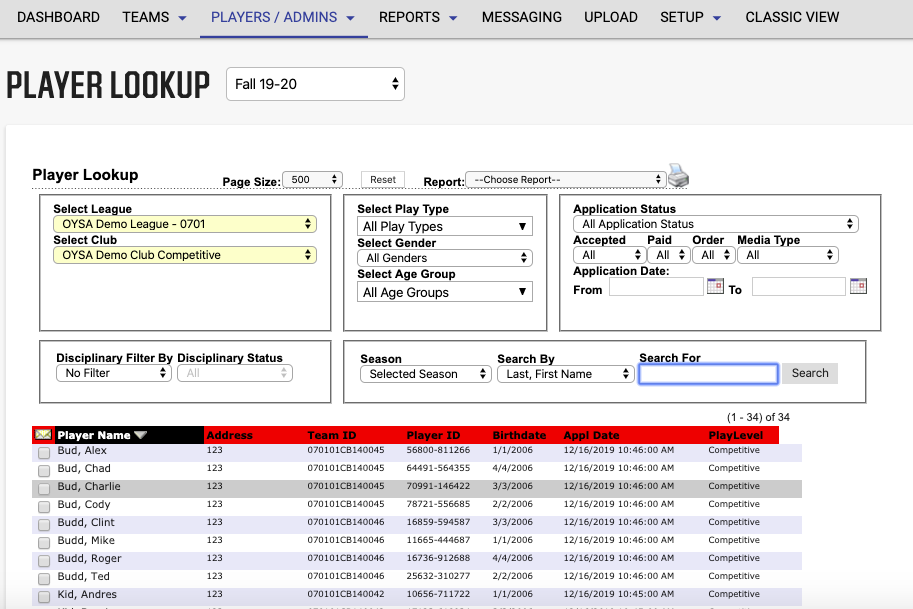 DASHBOARD TEAMS PLAYERS / ADMINS REPORTS MESSAGING UPLOAD SETUP CLASSIC VIEW
PLAYER LOOKUP Fall 19-20
Player Lookup Page Size: 500 Reset Report: --Choose Report--
Select League
OYSA Demo League - 0701
Select Club
OYSA Demo Club Competitive
Select Play Type
All Play Types
Select Gender
All Genders
Select Age Group
All Age Groups
Application Status
All Application Status
Accepted Paid Order Media Type
All All All All
Application Date:
From To
Disciplinary Filter By Disciplinary Status
No Filter All
Season Search By Search For
Selected Season Last, First Name Search
(1 - 34) of 34
Player Name Address Team ID Player ID Birthdate Appl Date PlayLevel
Bud, Alex 123 070101CB140045 56800-811266 1/1/2006 12/16/2019 10:46:00 AM Competitive
Bud, Chad 123 070101CB140045 64491-564355 4/4/2006 12/16/2019 10:46:00 AM Competitive
Bud, Charlie 123 070101CB140045 70991-146422 3/3/2006 12/16/2019 10:46:00 AM Competitive
Bud, Cody 123 070101CB140045 78721-556685 2/2/2006 12/16/2019 10:46:00 AM Competitive
Budd, Clint 123 070101CB140046 16859-594587 3/3/2006 12/16/2019 10:46:00 AM Competitive
Budd, Mike 123 070101CB140046 11665-444687 1/1/2006 12/16/2019 10:46:00 AM Competitive
Budd, Roger 123 070101CB140046 16736-912688 4/4/2006 12/16/2019 10:46:00 AM Competitive
Budd, Ted 123 070101CB140046 25632-310277 2/2/2006 12/16/2019 10:46:00 AM Competitive
Kid, Andres 123 070101CB140042 10656-711722 1/1/2006 12/16/2019 10:45:00 AM Competitive